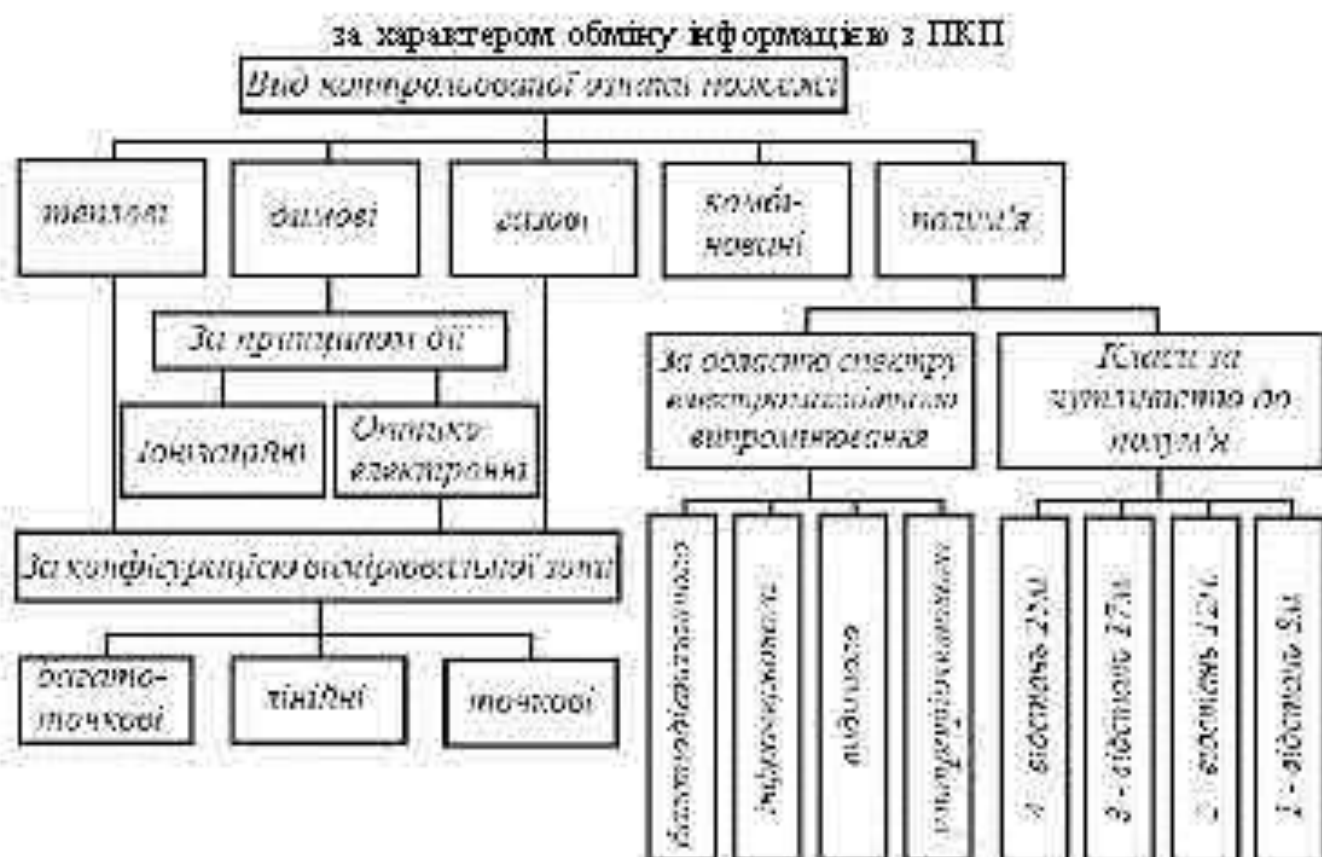 за характером обміну інформацією з ПКП
Вид контрольованої ознаки пожежі
теплові
димові
газові
комбі-
новані
полум'я
За принципом дії
Іонізаційні
Оптико-
електронні
За конфігурацією вимірювальної зони
багато-
точкові
лінійні
точкові
За областю спектру
електромагнітного
випромінювання
Класи за
чутливістю до
полум'я
багатодіапазонного
інфрачервоного
видимого
ультрафіолетового
4 - відстань 25м
3 - відстань 17м
2 - відстань 12м
1 - відстань 8м